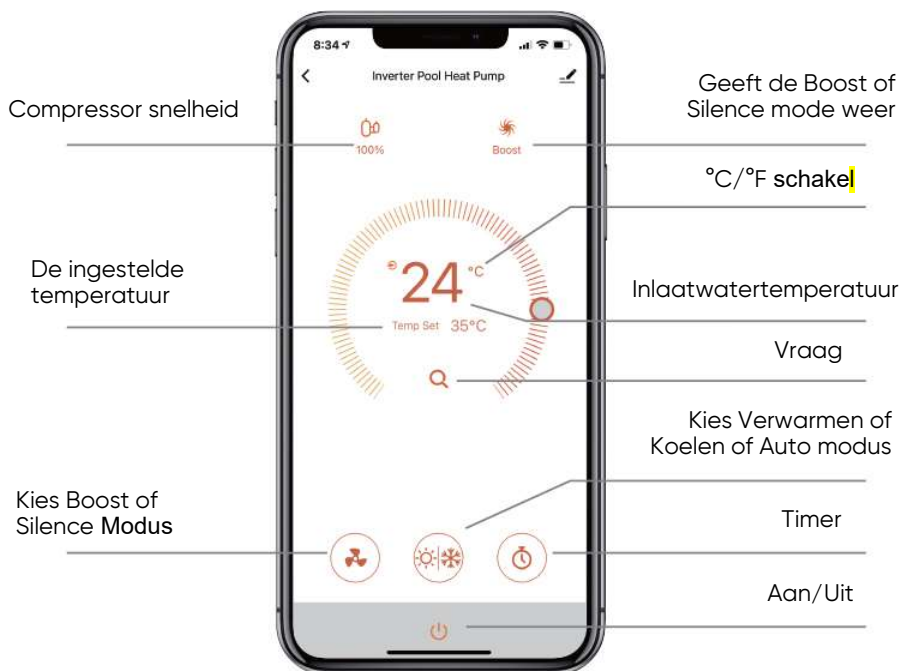 8:34
Inverter Pool Heat Pump
Compressor snelheid
Geeft de Boost of
Silence mode weer
100%
Boost
°C/°F schakel
De ingestelde
temperatuur
24 °C
Inlaatwatertemperatuur
Temp Set 35°C
Vraag
Kies Verwarmen of
Koelen of Auto modus
Kies Boost of
Silence Modus
Timer
Aan/Uit